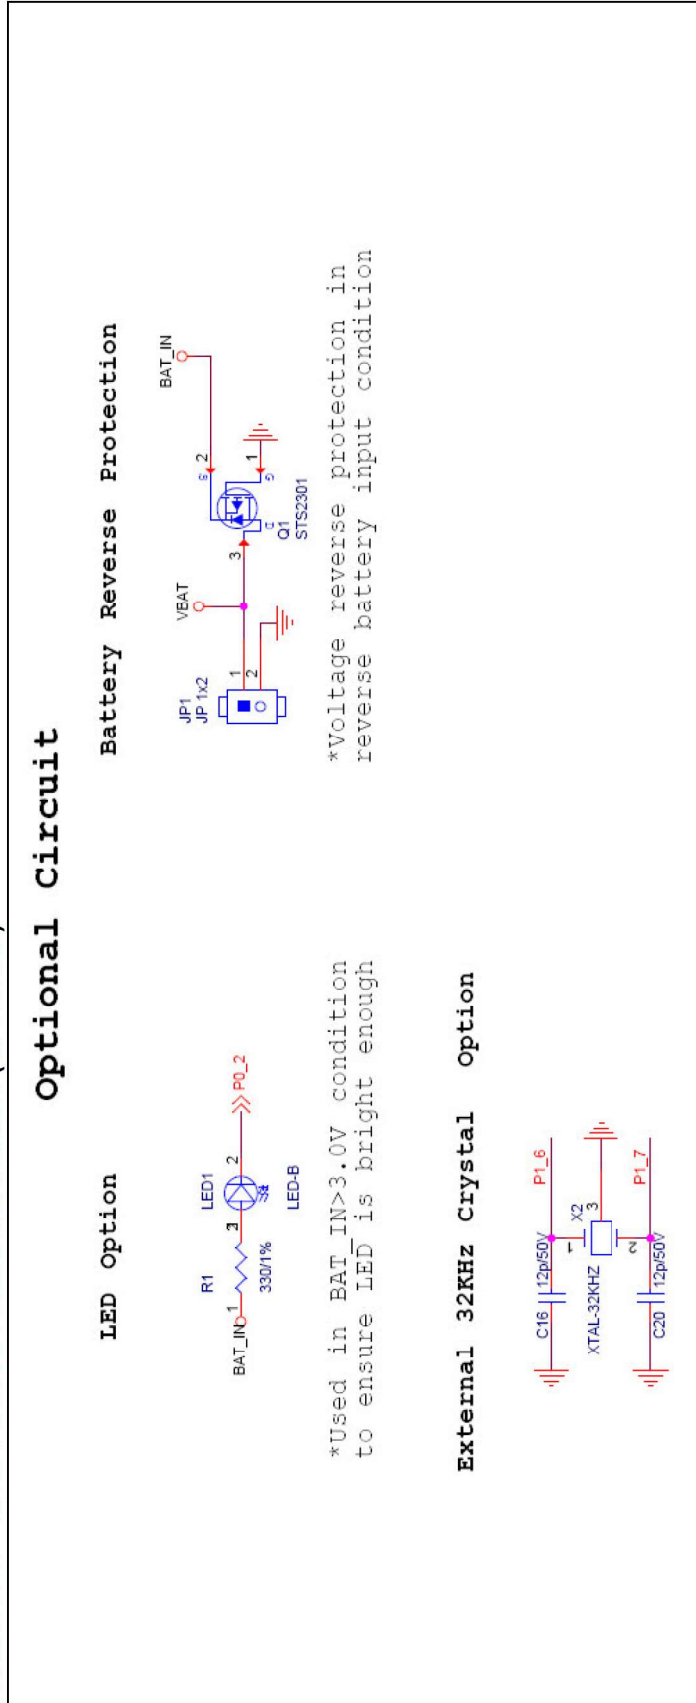 Optional Circuit
LED Option
BAT_IN
1
R1
330/1%
2
LED1
2
LED-B
P0_2
*Used in BAT_IN>3.0V condition
to ensure LED is bright enough
Battery Reverse Protection
JP1
JP 1x2
1
2
VBAT
3
D
Q1
STS2301
S
2
G
1
BAT_IN
*Voltage reverse protection in
reverse battery input condition
External 32KHz Crystal Option
C16
12p/50V
P1_6
XTAL-32KHZ
1
X2
3
2
C20
12p/50V
P1_7